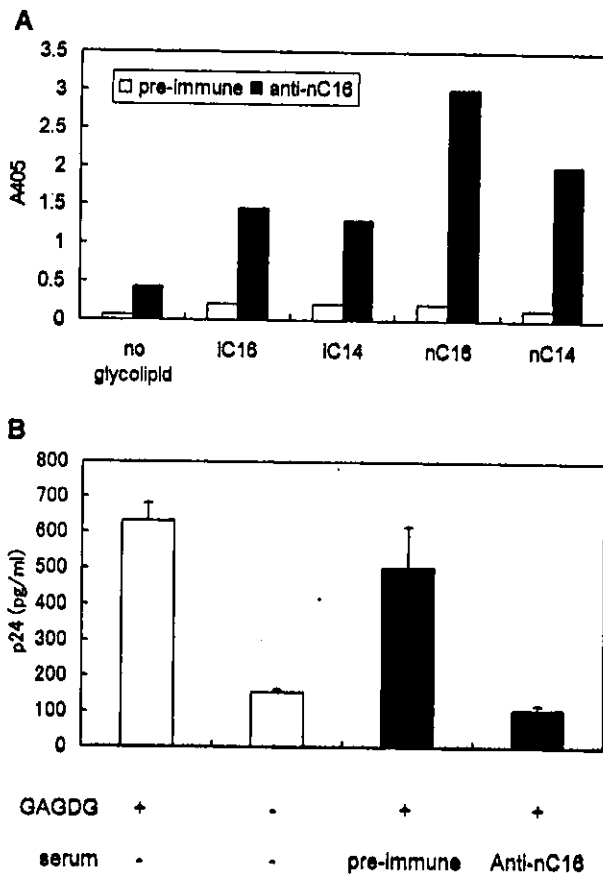 A
3.5
3
2.5
2
1.5
1
0.5
0
A405
pre-immune anti-nC16
no glycolipid
iC16
iC14
nC16
nC14
B
800
700
600
500
400
300
200
100
0
p24 (pg/ml)
GAGDG + - + +
serum - - pre-immune Anti-nC16